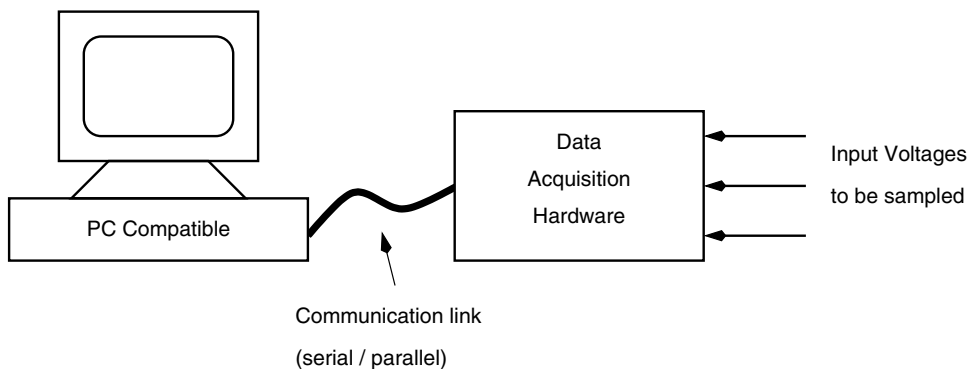 PC Compatible
Data
Acquisition
Hardware
Input Voltages
to be sampled
Communication link
(serial / parallel)